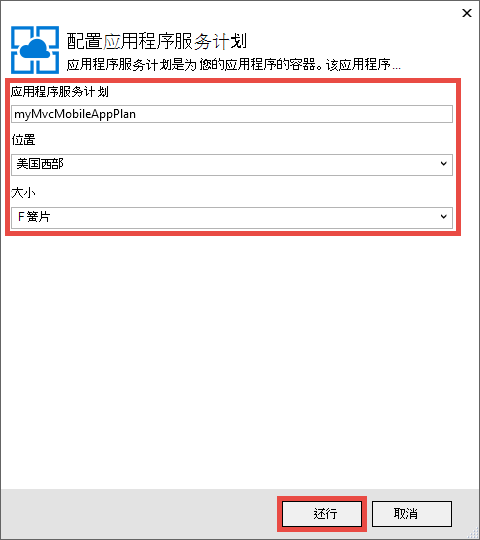 配置应用程序服务计划
应用程序服务计划是为您的应用程序的容器。该应用程序...
应用程序服务计划
myMvcMobileAppPlan
位置
美国西部
大小
F 簧片
还行
取消